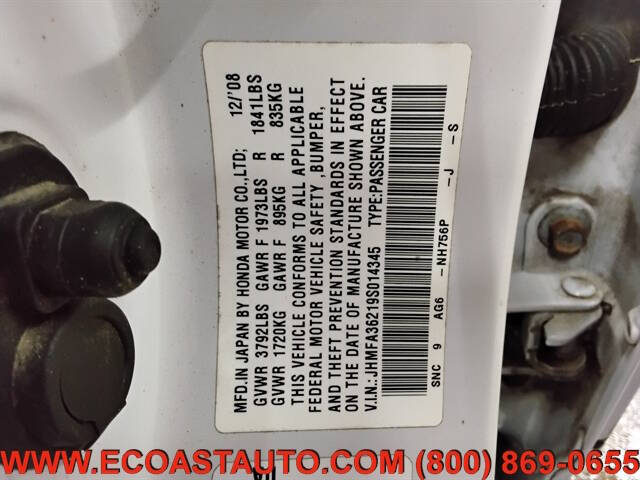 MFD.IN JAPAN BY HONDA MOTOR CO.,LTD; 12/'08
GVWR 3792LBS GAWR F 1973LBS R 1841LBS
GVWR 1720KG GAWR F 895KG R 835KG
THIS VEHICLE CONFORMS TO ALL APPLICABLE
FEDERAL MOTOR VEHICLE SAFETY ,BUMPER,
AND THEFT PREVENTION STANDARDS IN EFFECT
ON THE DATE OF MANUFACTURE SHOWN ABOVE.
V.I.N.:JHMFA36219S014345 TYPE:PASSENGER CAR
SNC 9 AG6 -NH756P -J -S
WWW.ECOASTAUTO.COM (800) 869-0655